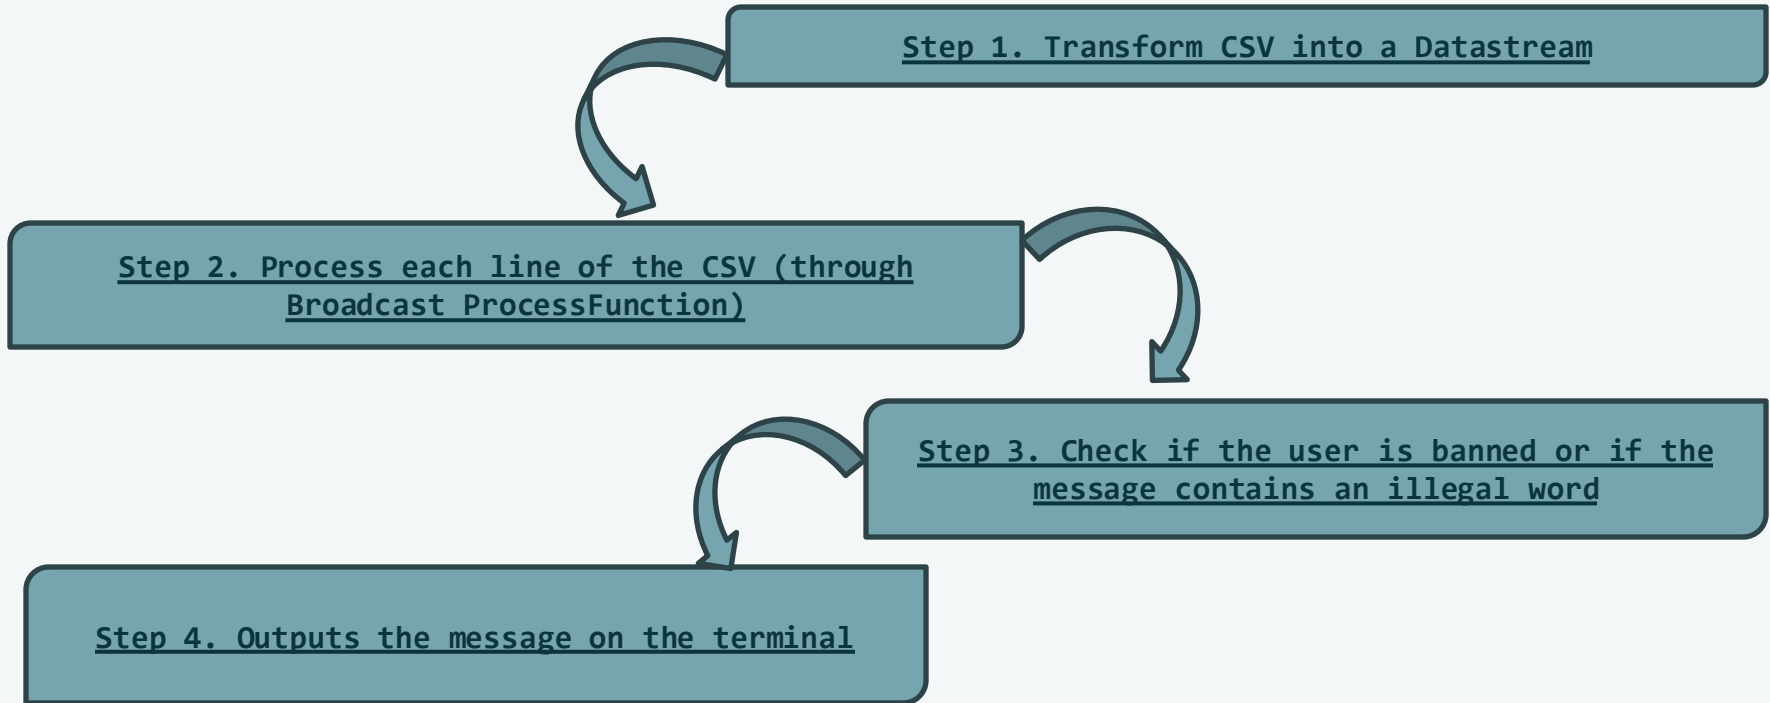 Step 1. Transform CSV into a Datastream
Step 2. Process each line of the CSV (through
Broadcast ProcessFunction)
Step 3. Check if the user is banned or if the
message contains an illegal word
Step 4. Outputs the message on the terminal